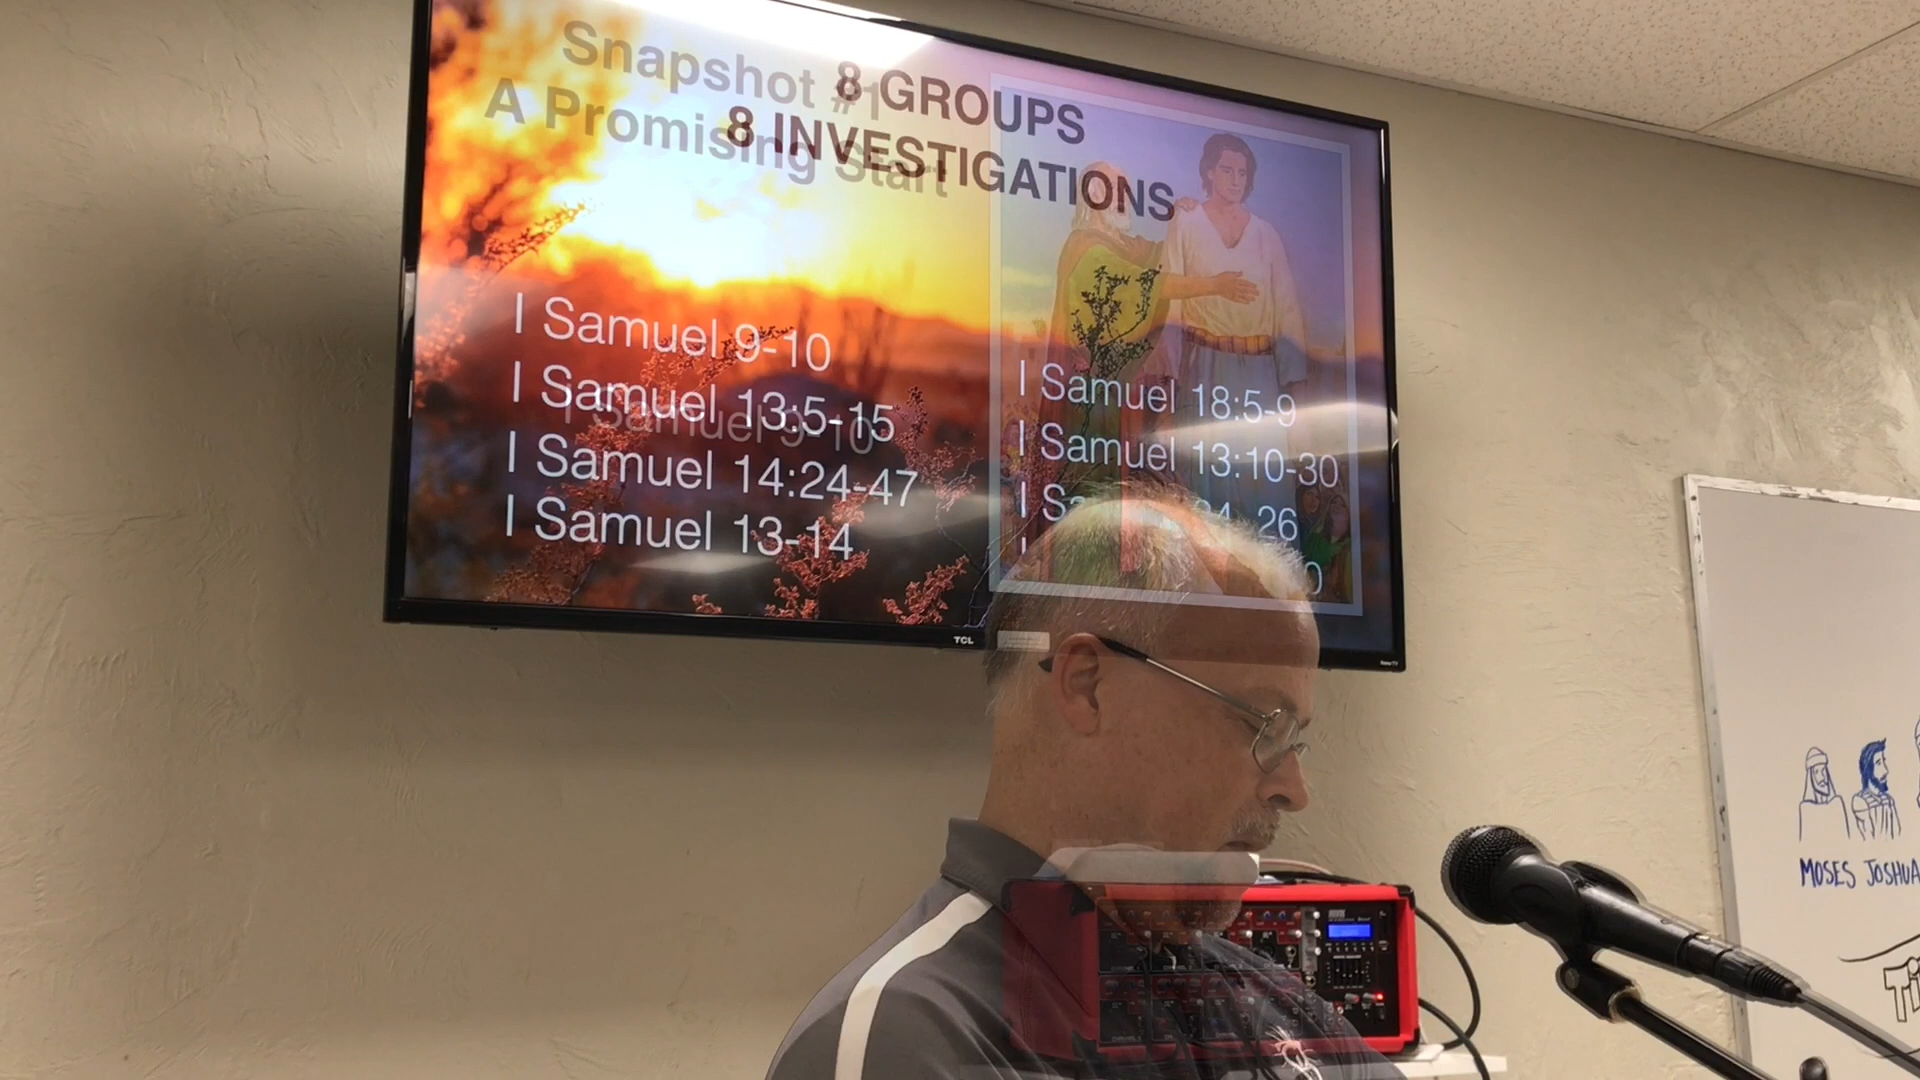 Snapshot #1
A Promising Start
8 GROUPS
8 INVESTIGATIONS
I Samuel 9-10
I Samuel 13:5-15
I Samuel 14:24-47
I Samuel 13-14
I Samuel 9-10
I Samuel 18:5-9
I Samuel 13:10-30
TCL
MOSES JOSHUA